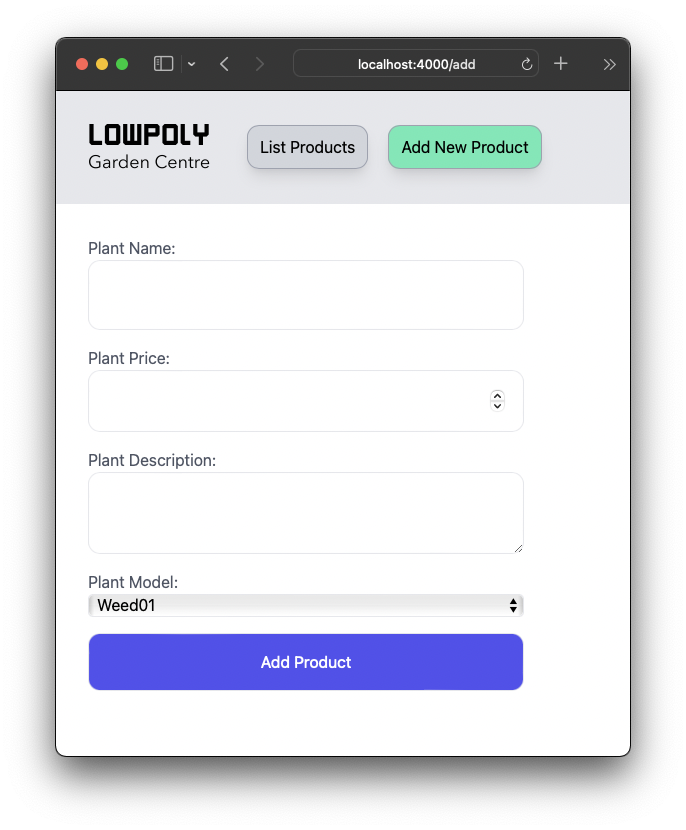 localhost:4000/add
LOWPOLY
Garden Centre
List Products
Add New Product
Plant Name:
Plant Price:
Plant Description:
Plant Model:
Weed01
Add Product